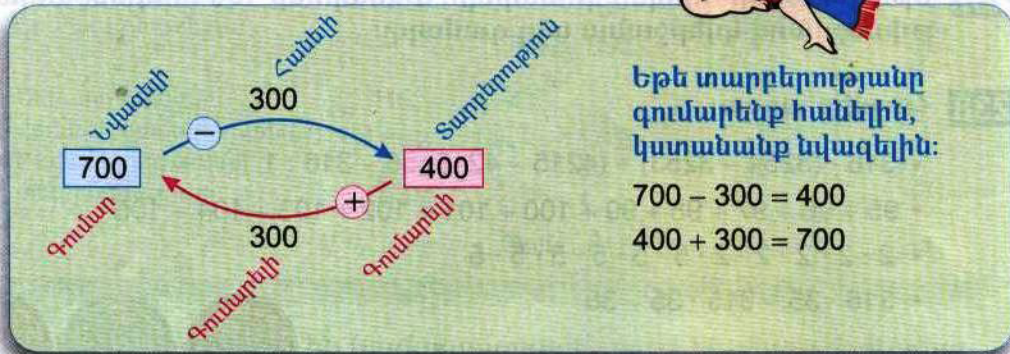 Նվազելի
Հանելի
Տարբերություն
300
700
400
Գումար
300
Գումարելի
Գումարելի
−
+
Եթե տարբերությանը
գումարենք հանելին,
կստանանք նվազելին:
700 – 300 = 400
400 + 300 = 700